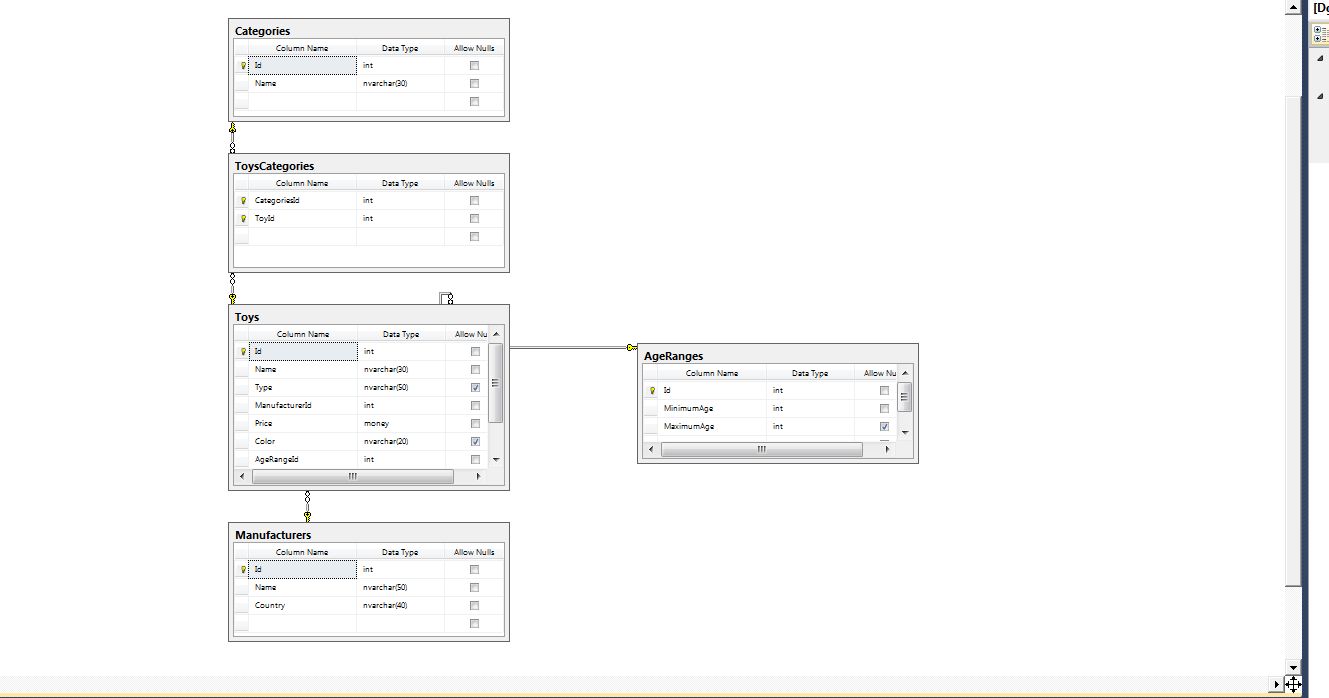 [De
Categories
Column Name Data Type Allow Nulls
Id int
Name nvarchar(30)
ToysCategories
Column Name Data Type Allow Nulls
CategoriesId int
ToyId int
Toys
Column Name Data Type Allow Nu
Id int
Name nvarchar(30)
Type nvarchar(50)
ManufacturerId int
Price money
Color nvarchar(20)
AgeRangeId int
AgeRanges
Column Name Data Type Allow Nu
Id int
MinimumAge int
MaximumAge int
Manufacturers
Column Name Data Type Allow Nulls
Id int
Name nvarchar(50)
Country nvarchar(40)